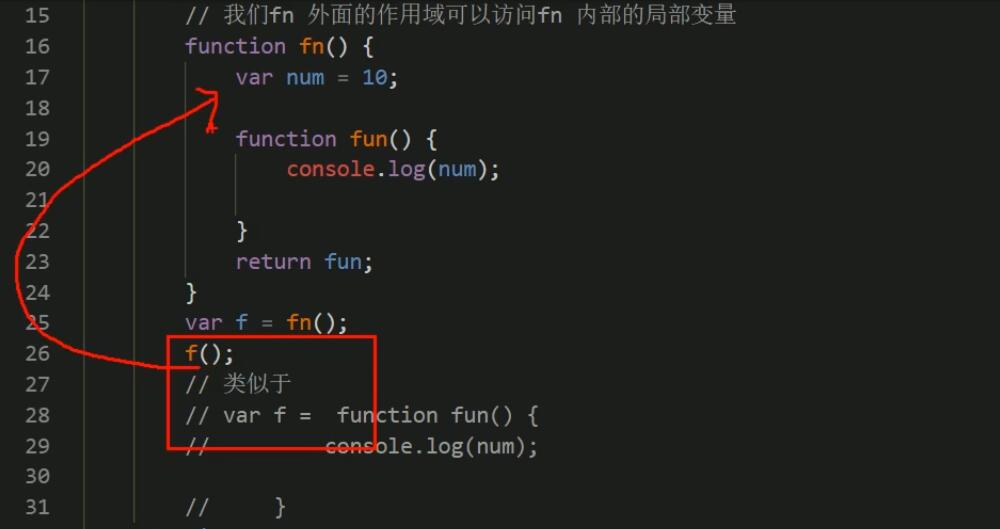 15 // 我们fn 外面的作用域可以访问fn 内部的局部变量
16 function fn() {
17 var num = 10;
18
19 function fun() {
20 console.log(num);
21
22 }
23 return fun;
24 }
25 var f = fn();
26 f();
27 // 类似于
28 // var f =  function fun() {
29 // console.log(num);
30
31 // }